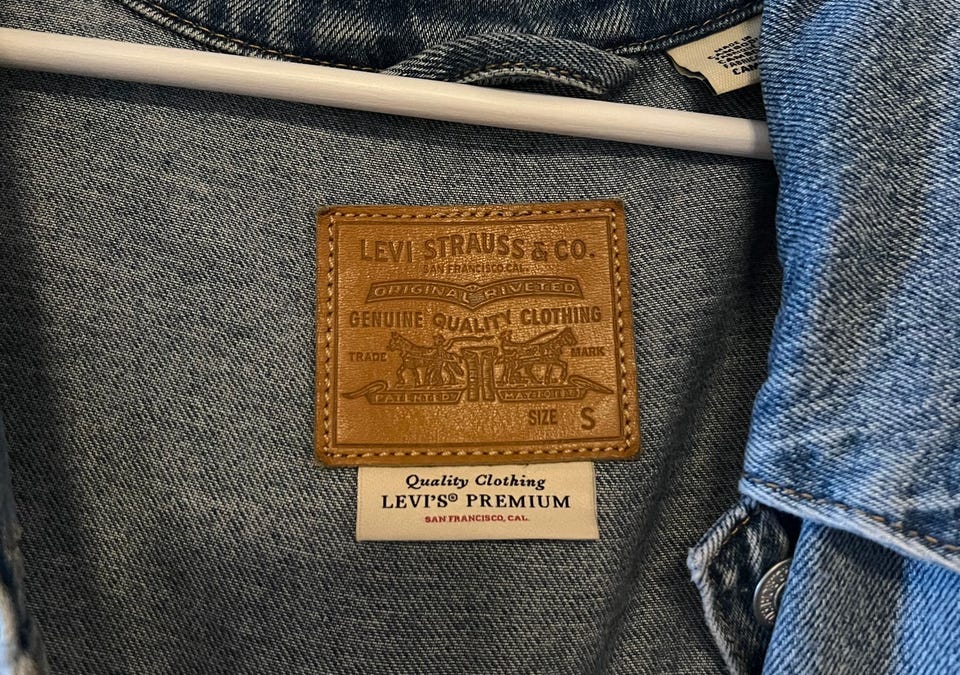 LEVI STRAUSS & CO.
SAN FRANCISCO CAL.
ORIGINAL RIVETED
GENUINE QUALITY CLOTHING
TRADE MARK
PATENTED MAY 20 1873
SIZE S
Quality Clothing
LEVI'S® PREMIUM
SAN FRANCISCO, CAL.